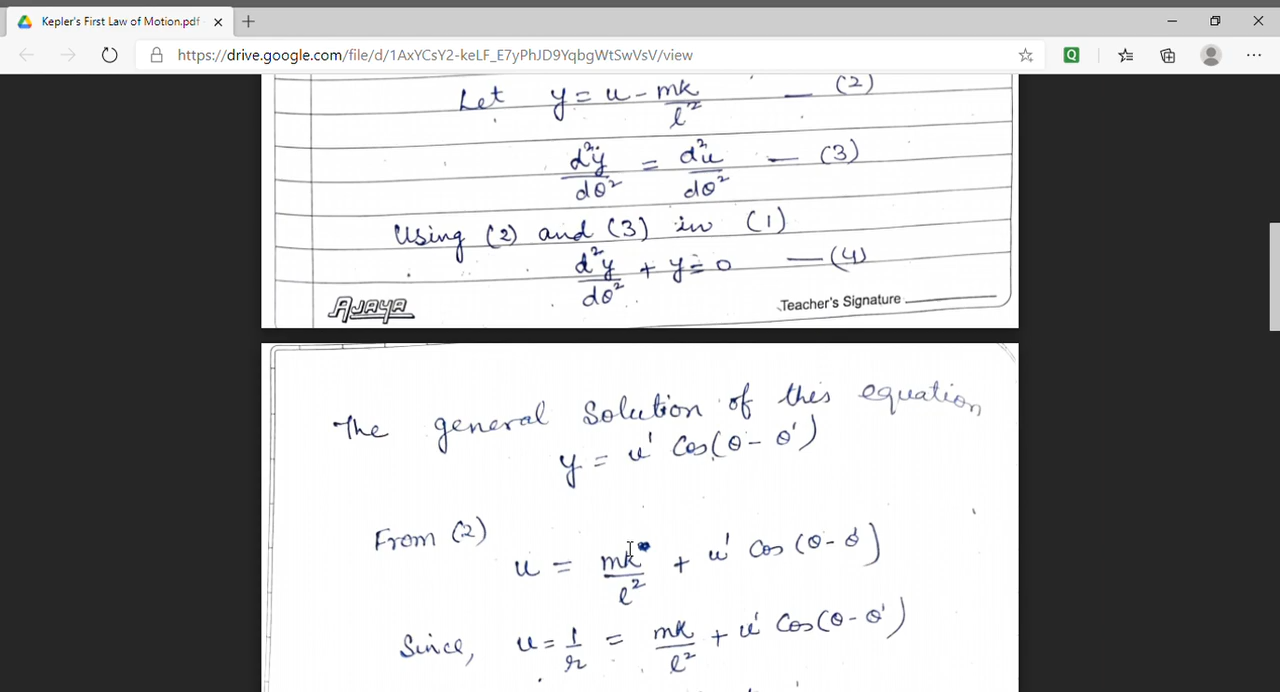 Kepler's First Law of Motion.pdf
https://drive.google.com/file/d/1AxYCsY2-keLF_E7yPhJD9YqbgWtSwVsV/view
Let y = u - mk/l² — (2)
d²y/dθ² = d²u/dθ² — (3)
Using (2) and (3) in (1)
d²y/dθ² + y = 0 — (4)
AJAYA Teacher's Signature
The general Solution of this equation
y = u' Cos(θ - θ')
From (2)
u = mk/l² + u' Cos (θ - θ')
Since, u = 1/r = mk/l² + u' Cos(θ - θ')